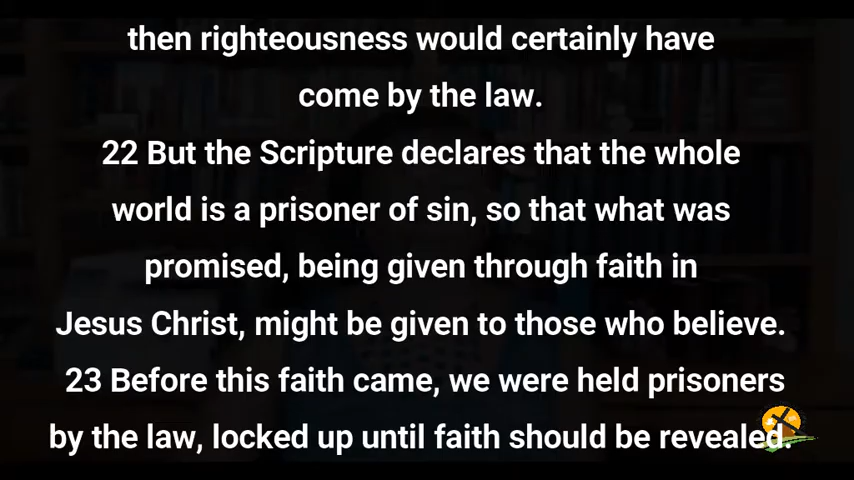 then righteousness would certainly have
come by the law.
22 But the Scripture declares that the whole
world is a prisoner of sin, so that what was
promised, being given through faith in
Jesus Christ, might be given to those who believe.
23 Before this faith came, we were held prisoners
by the law, locked up until faith should be revealed.